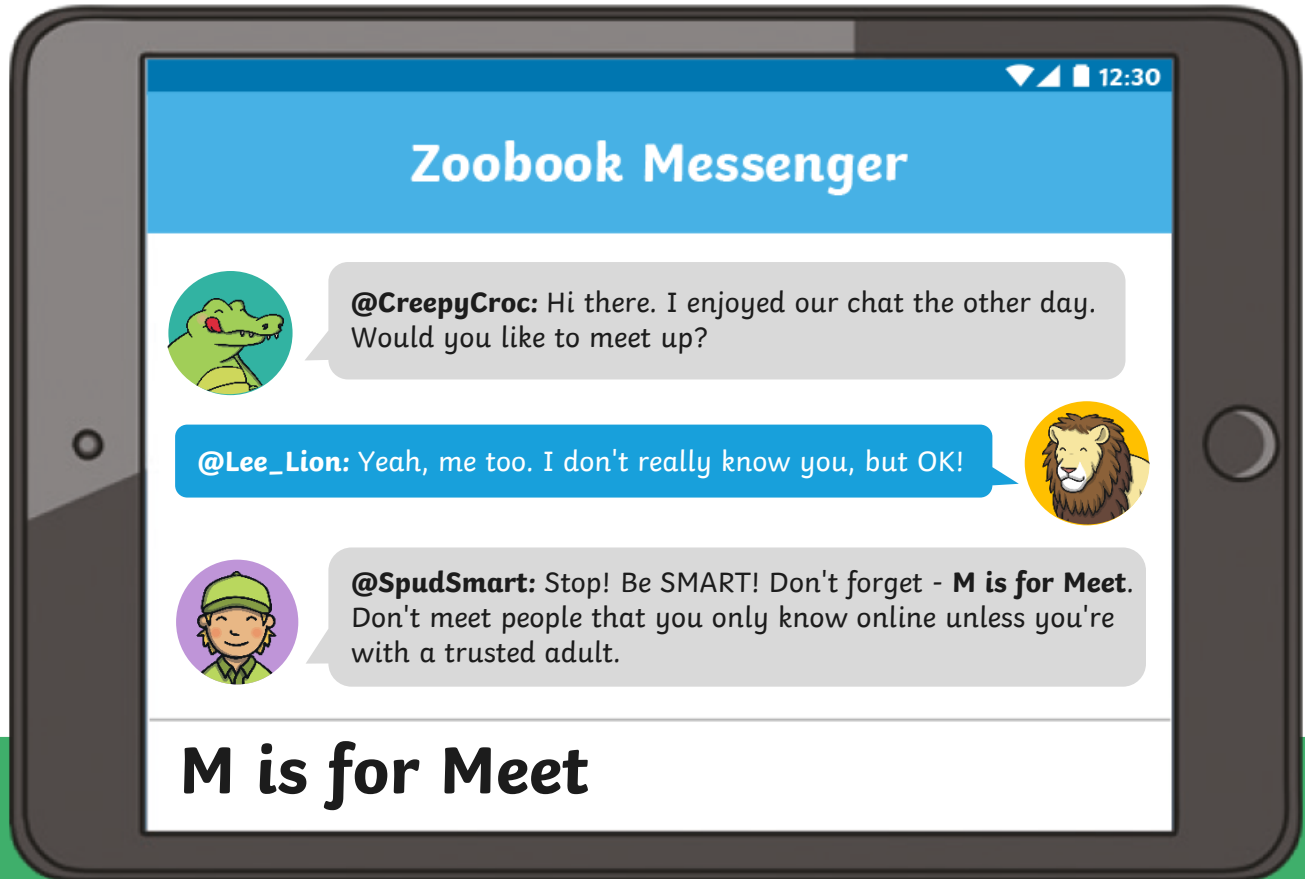 12:30
Zoobook Messenger
@CreepyCroc: Hi there. I enjoyed our chat the other day.
Would you like to meet up?
@Lee_Lion: Yeah, me too. I don't really know you, but OK!
@SpudSmart: Stop! Be SMART! Don't forget - M is for Meet.
Don't meet people that you only know online unless you're
with a trusted adult.
M is for Meet